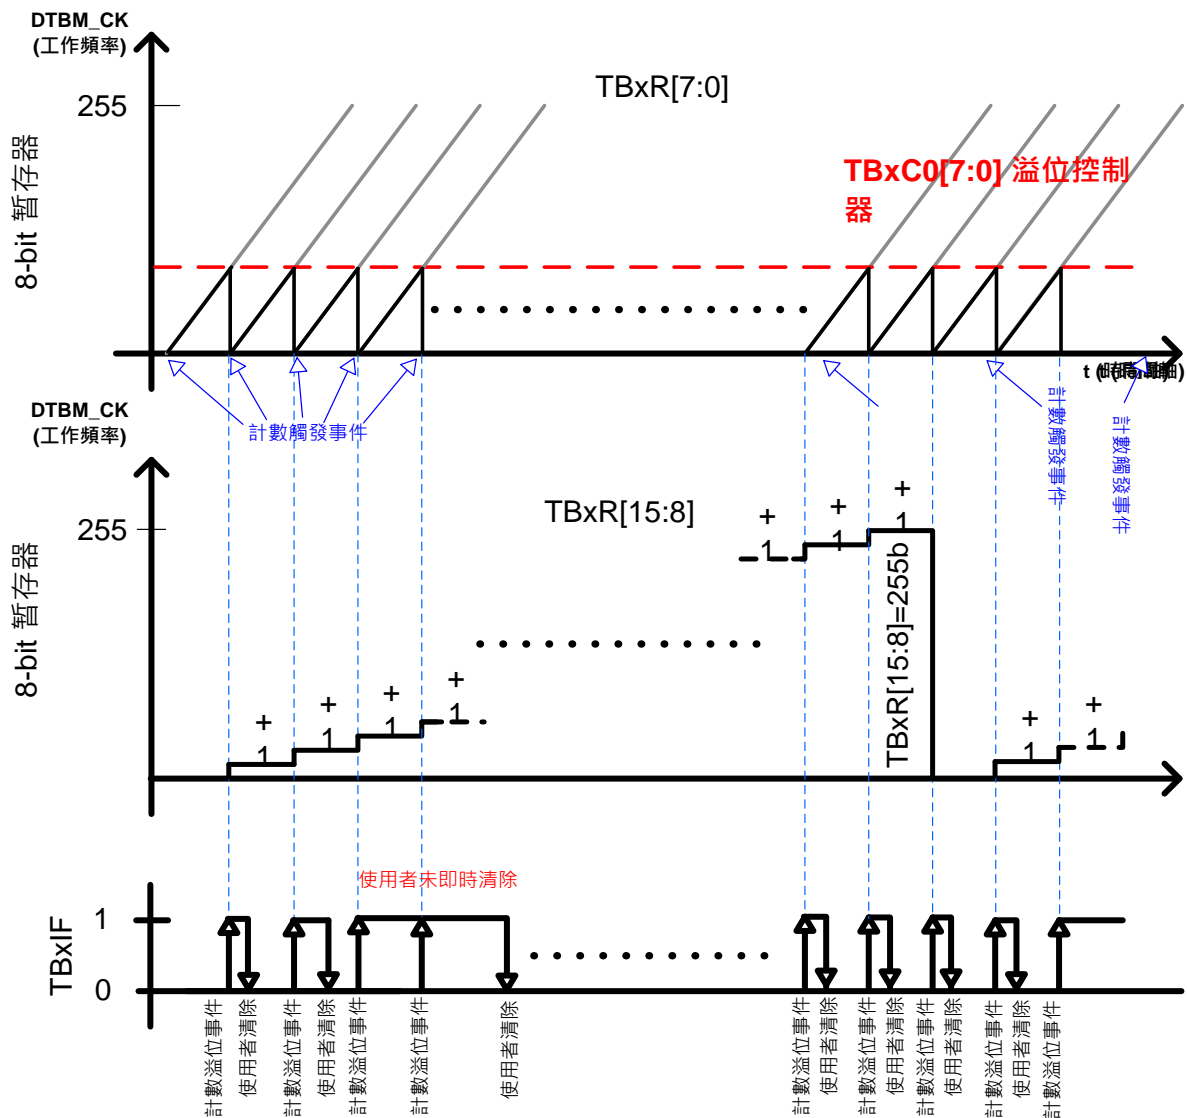 DTBM_CK
(工作頻率)
255
TBxR[7:0]
TBxC0[7:0] 溢位控制
器
8-bit 暫存器
計數觸發事件
計數觸發事件
計數觸發事件
DTBM_CK
(工作頻率)
255
TBxR[15:8]
8-bit 暫存器
+
1
+
1
+
1
+
1
+
1
+
1
+
1
TBxR[15:8]=255b
+
1
+
1
使用者未即時清除
TBxIF
1
0
計數溢位事件
使用者清除
計數溢位事件
使用者清除
計數溢位事件
使用者清除
計數溢位事件
使用者清除
計數溢位事件
使用者清除
計數溢位事件
使用者清除
計數溢位事件
使用者清除
計數溢位事件